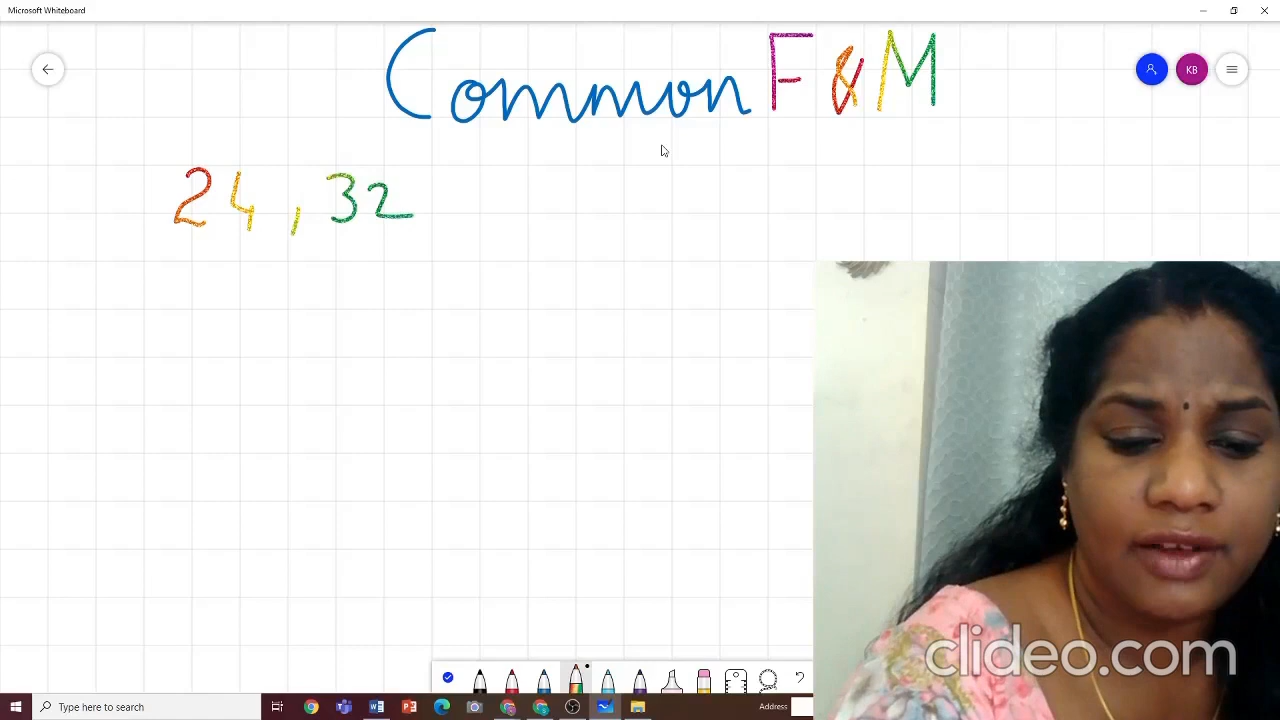 Microsoft Whiteboard
Common F & M
KB
24, 32
clideo.com
Type here to search
Address